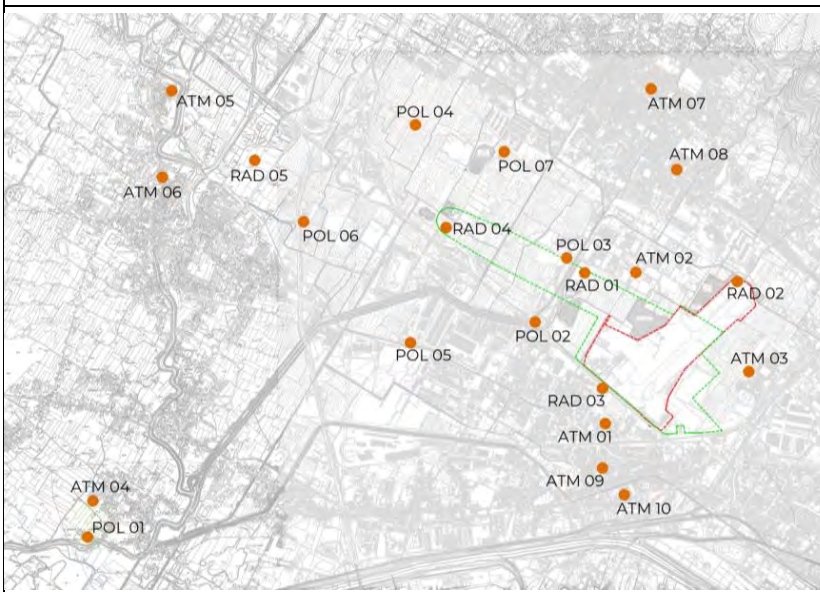 ATM 05
ATM 07
POL 04
POL 07
ATM 08
RAD 05
ATM 06
POL 06
RAD 04
POL 03
ATM 02
RAD 01
RAD 02
POL 02
POL 05
ATM 03
RAD 03
ATM 01
ATM 09
ATM 04
ATM 10
POL 01